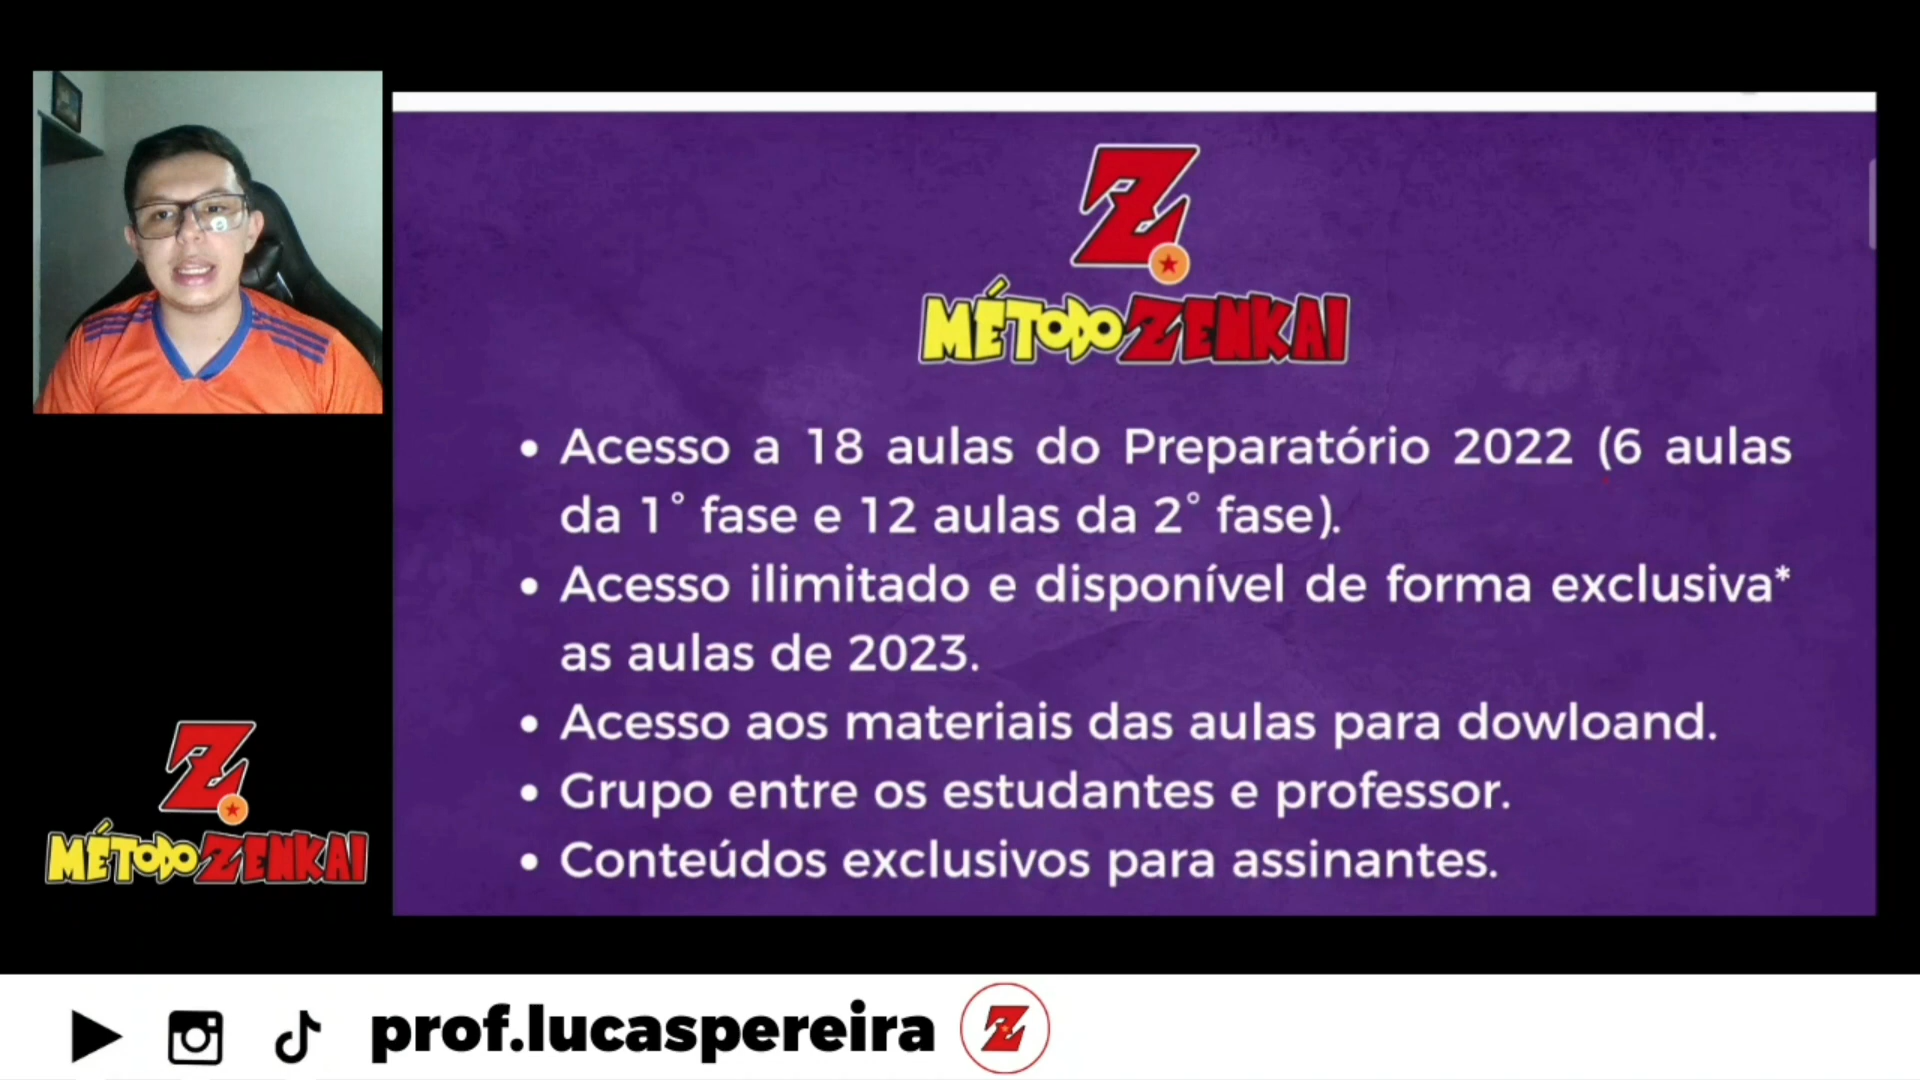 Z
MÉTODO ZENKAI
• Acesso a 18 aulas do Preparatório 2022 (6 aulas
da 1° fase e 12 aulas da 2° fase).
• Acesso ilimitado e disponível de forma exclusiva*
as aulas de 2023.
• Acesso aos materiais das aulas para dowloand.
• Grupo entre os estudantes e professor.
• Conteúdos exclusivos para assinantes.
Z
MÉTODO ZENKAI
prof.lucaspereira
Z